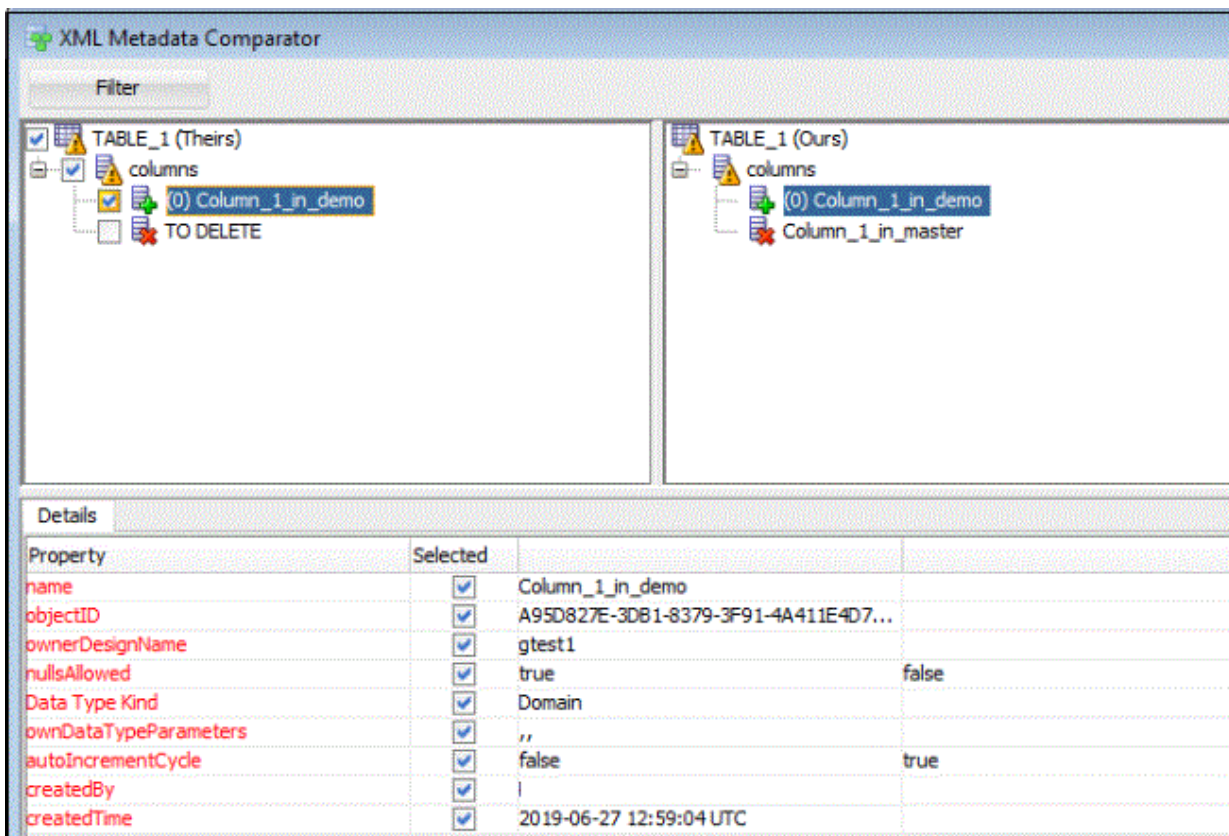 XML Metadata Comparator
Filter
TABLE_1 (Theirs)
columns
(0) Column_1_in_demo
TO DELETE
TABLE_1 (Ours)
columns
(0) Column_1_in_demo
Column_1_in_master
Details
Property Selected
name Column_1_in_demo
objectID A95D827E-3DB1-8379-3F91-4A411E4D7...
ownerDesignName gtest1
nullsAllowed true false
Data Type Kind Domain
ownDataTypeParameters ,,
autoIncrementCycle false true
createdBy l
createdTime 2019-06-27 12:59:04 UTC